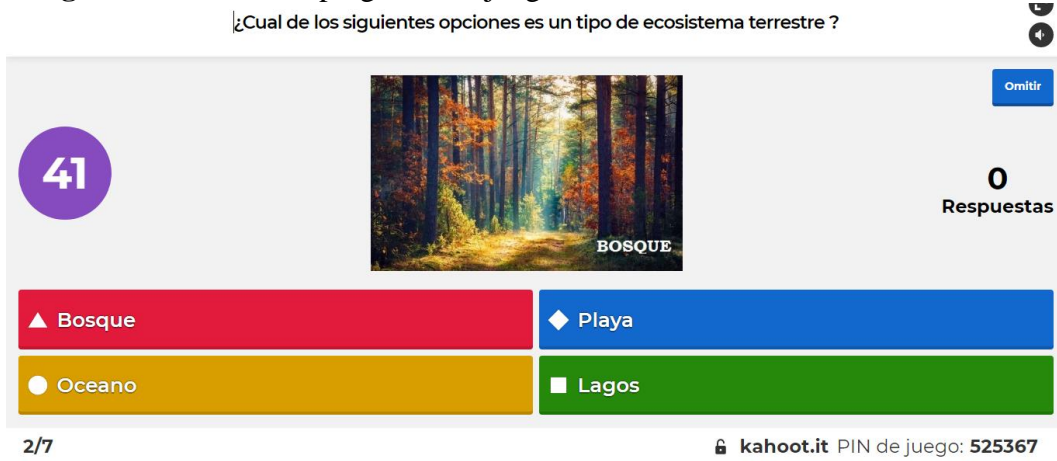 ¿Cual de los siguientes opciones es un tipo de ecosistema terrestre ?
Omitir
41
0
Respuestas
BOSQUE
Bosque
Playa
Oceano
Lagos
2/7
kahoot.it PIN de juego: 525367